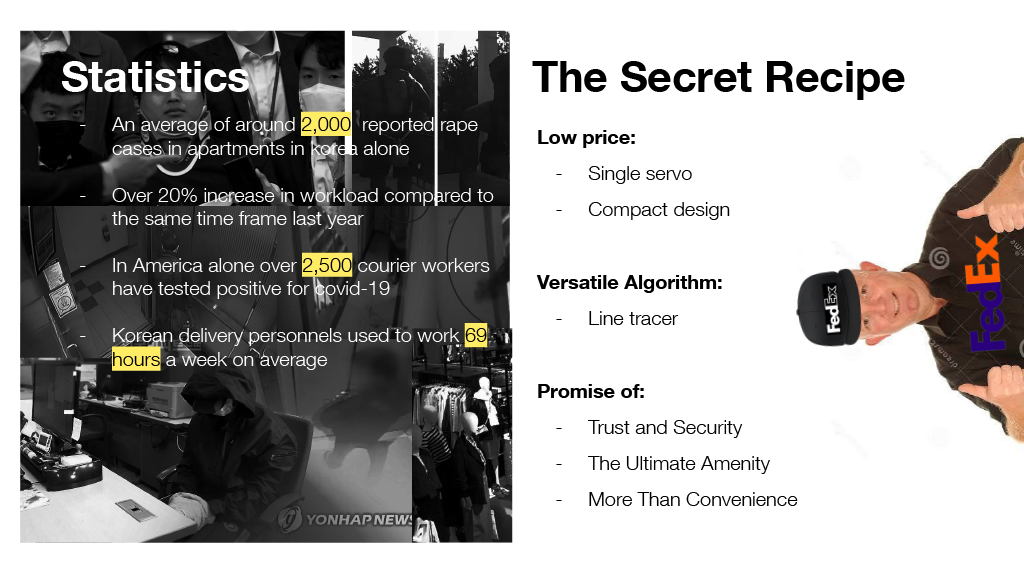 Statistics
- An average of around 2,000 reported rape
cases in apartments in korea alone
- Over 20% increase in workload compared to
the same time frame last year
- In America alone over 2,500 courier workers
have tested positive for covid-19
- Korean delivery personnels used to work 69
hours a week on average
YONHAP NEWS
The Secret Recipe
Low price:
- Single servo
- Compact design
Versatile Algorithm:
- Line tracer
Promise of:
- Trust and Security
- The Ultimate Amenity
- More Than Convenience
FedEx
FedEx